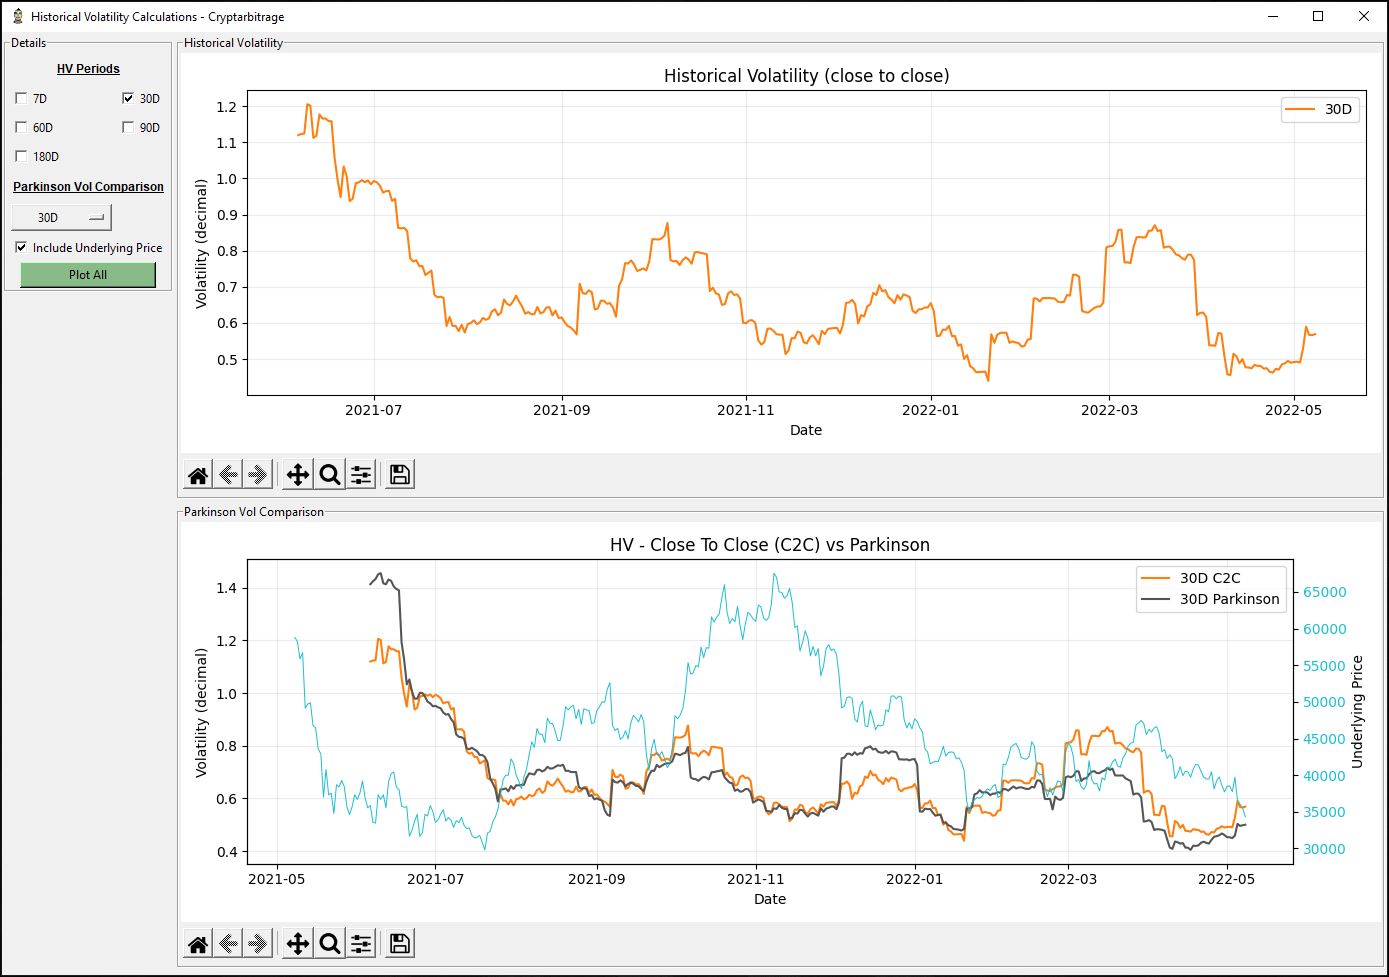 Historical Volatility Calculations - Cryptarbitrage
Details
HV Periods
7D
30D
60D
90D
180D
Parkinson Vol Comparison
30D
Include Underlying Price
Plot All
Historical Volatility
Historical Volatility (close to close)
30D
Volatility (decimal)
1.2
1.1
1.0
0.9
0.8
0.7
0.6
0.5
2021-07
2021-09
2021-11
2022-01
2022-03
2022-05
Date
Parkinson Vol Comparison
HV - Close To Close (C2C) vs Parkinson
30D C2C
30D Parkinson
Volatility (decimal)
1.4
1.2
1.0
0.8
0.6
0.4
65000
60000
55000
50000
45000
40000
35000
30000
Underlying Price
2021-05
2021-07
2021-09
2021-11
2022-01
2022-03
2022-05
Date